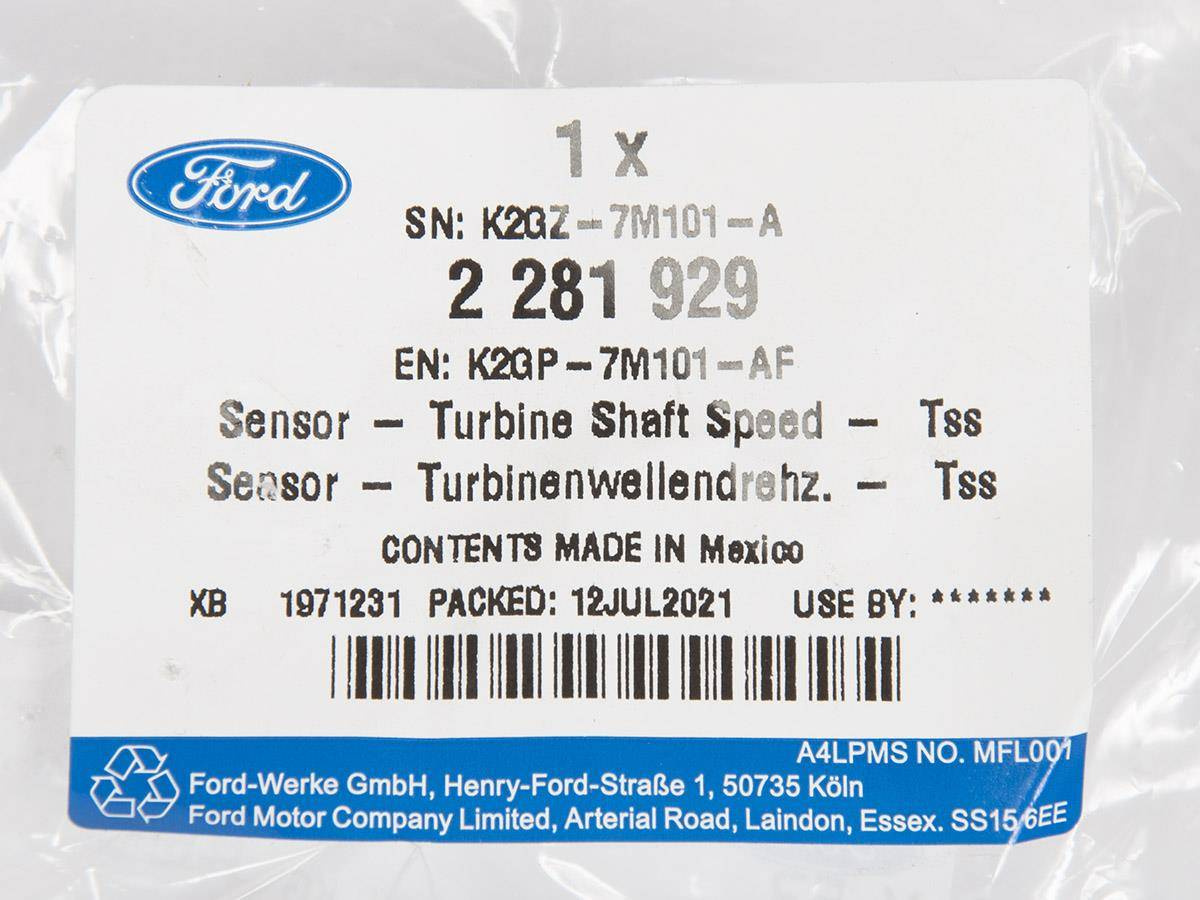 Ford
1 x
SN: K2GZ-7M101-A
2 281 929
EN: K2GP-7M101-AF
Sensor - Turbine Shaft Speed - Tss
Sensor - Turbinenwellendrehz. - Tss
CONTENTS MADE IN Mexico
XB 1971231 PACKED: 12JUL2021 USE BY: *******
A4LPMS NO. MFL001
Ford-Werke GmbH, Henry-Ford-Straße 1, 50735 Köln
Ford Motor Company Limited, Arterial Road, Laindon, Essex. SS15 6EE